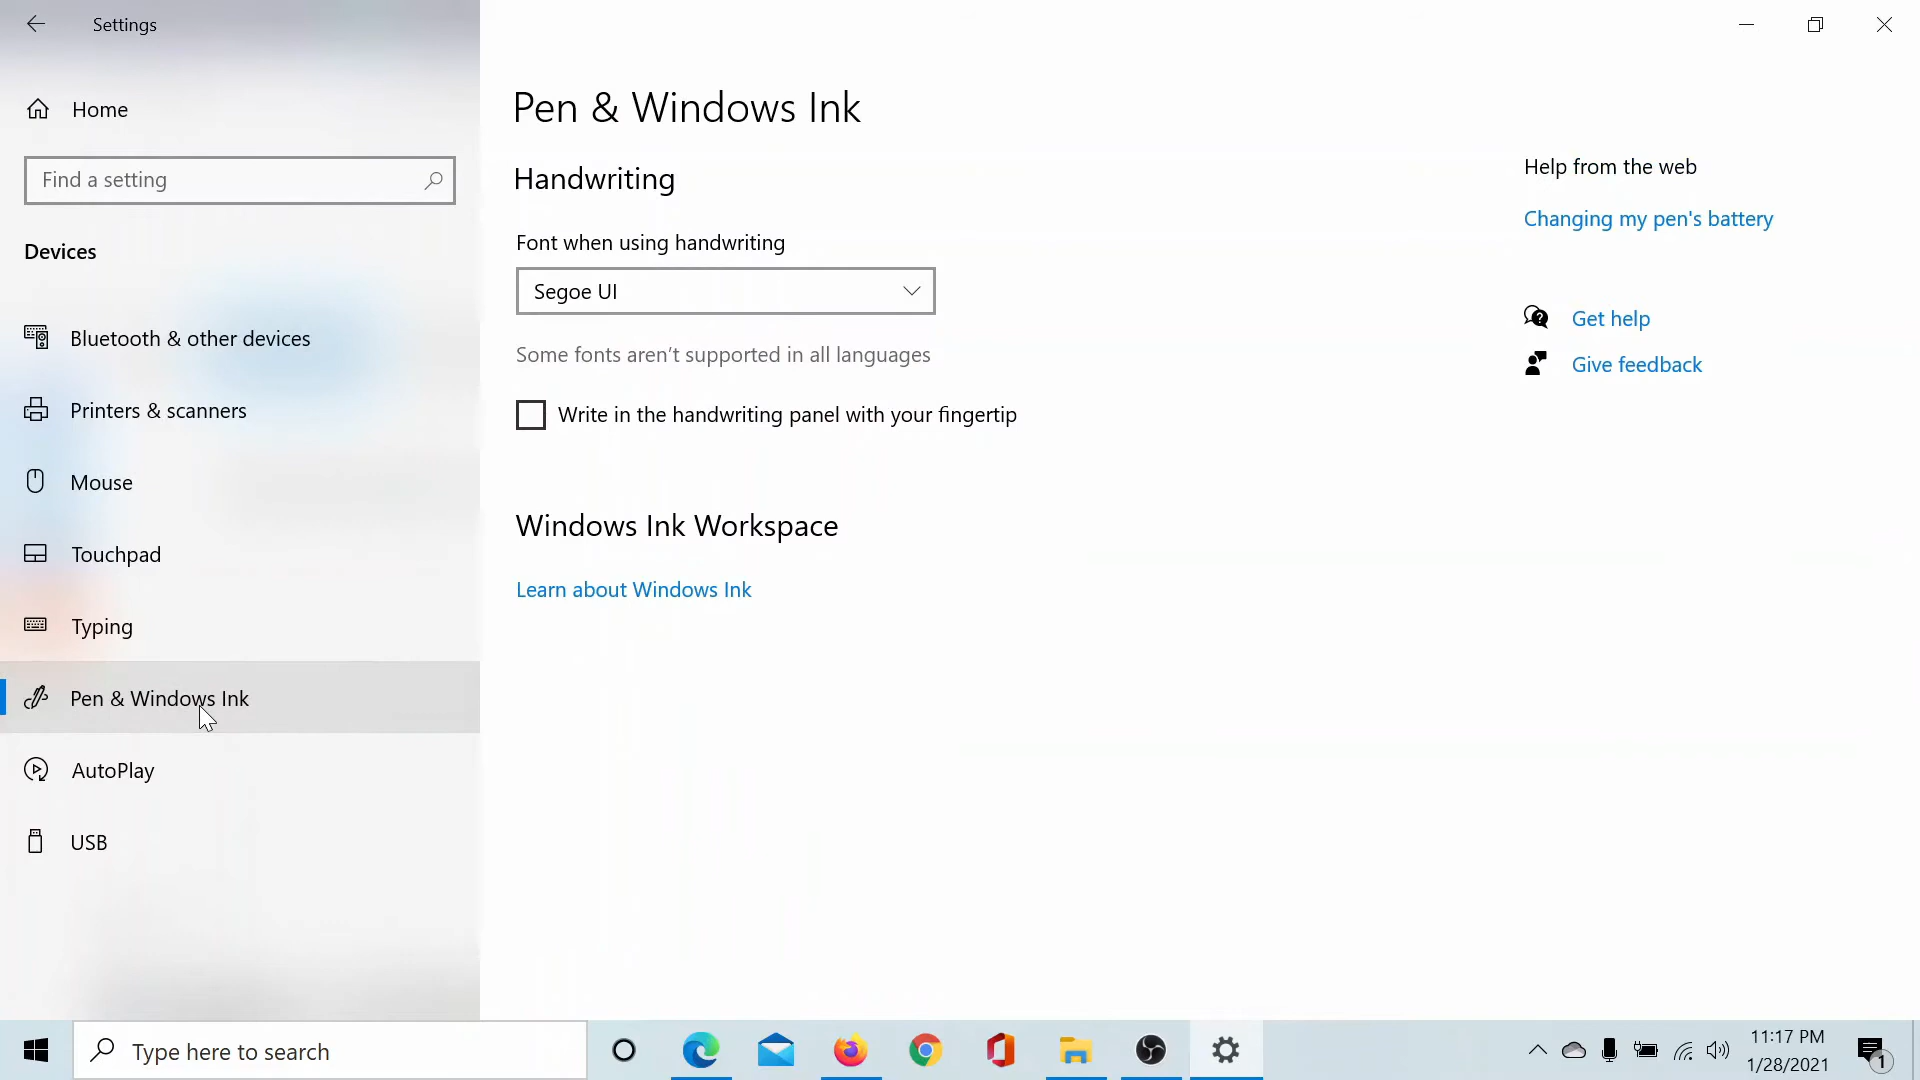 Settings
Home
Find a setting
Devices
Bluetooth & other devices
Printers & scanners
Mouse
Touchpad
Typing
Pen & Windows Ink
AutoPlay
USB
Pen & Windows Ink
Handwriting
Font when using handwriting
Segoe UI
Some fonts aren’t supported in all languages
Write in the handwriting panel with your fingertip
Windows Ink Workspace
Learn about Windows Ink
Help from the web
Changing my pen's battery
Get help
Give feedback
Type here to search
11:17 PM
1/28/2021
1